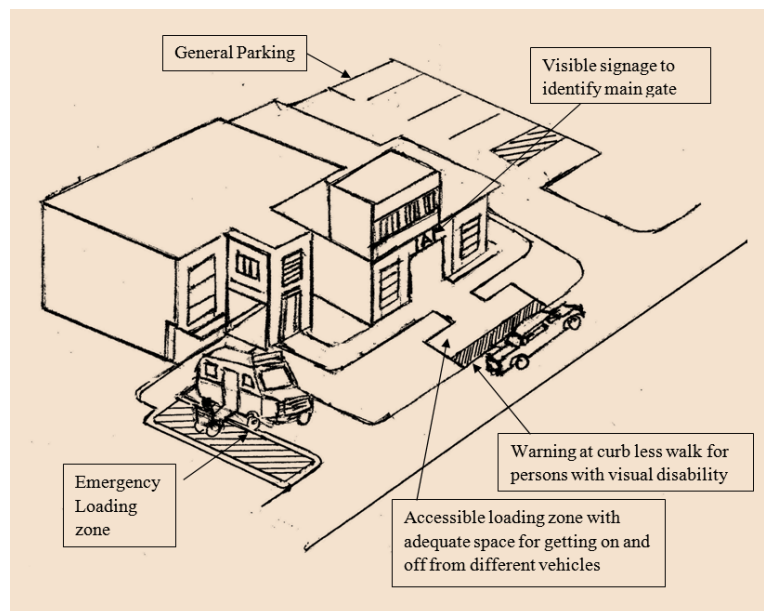 General Parking
Visible signage to
identify main gate
Warning at curb less walk for
persons with visual disability
Emergency
Loading
zone
Accessible loading zone with
adequate space for getting on and
off from different vehicles